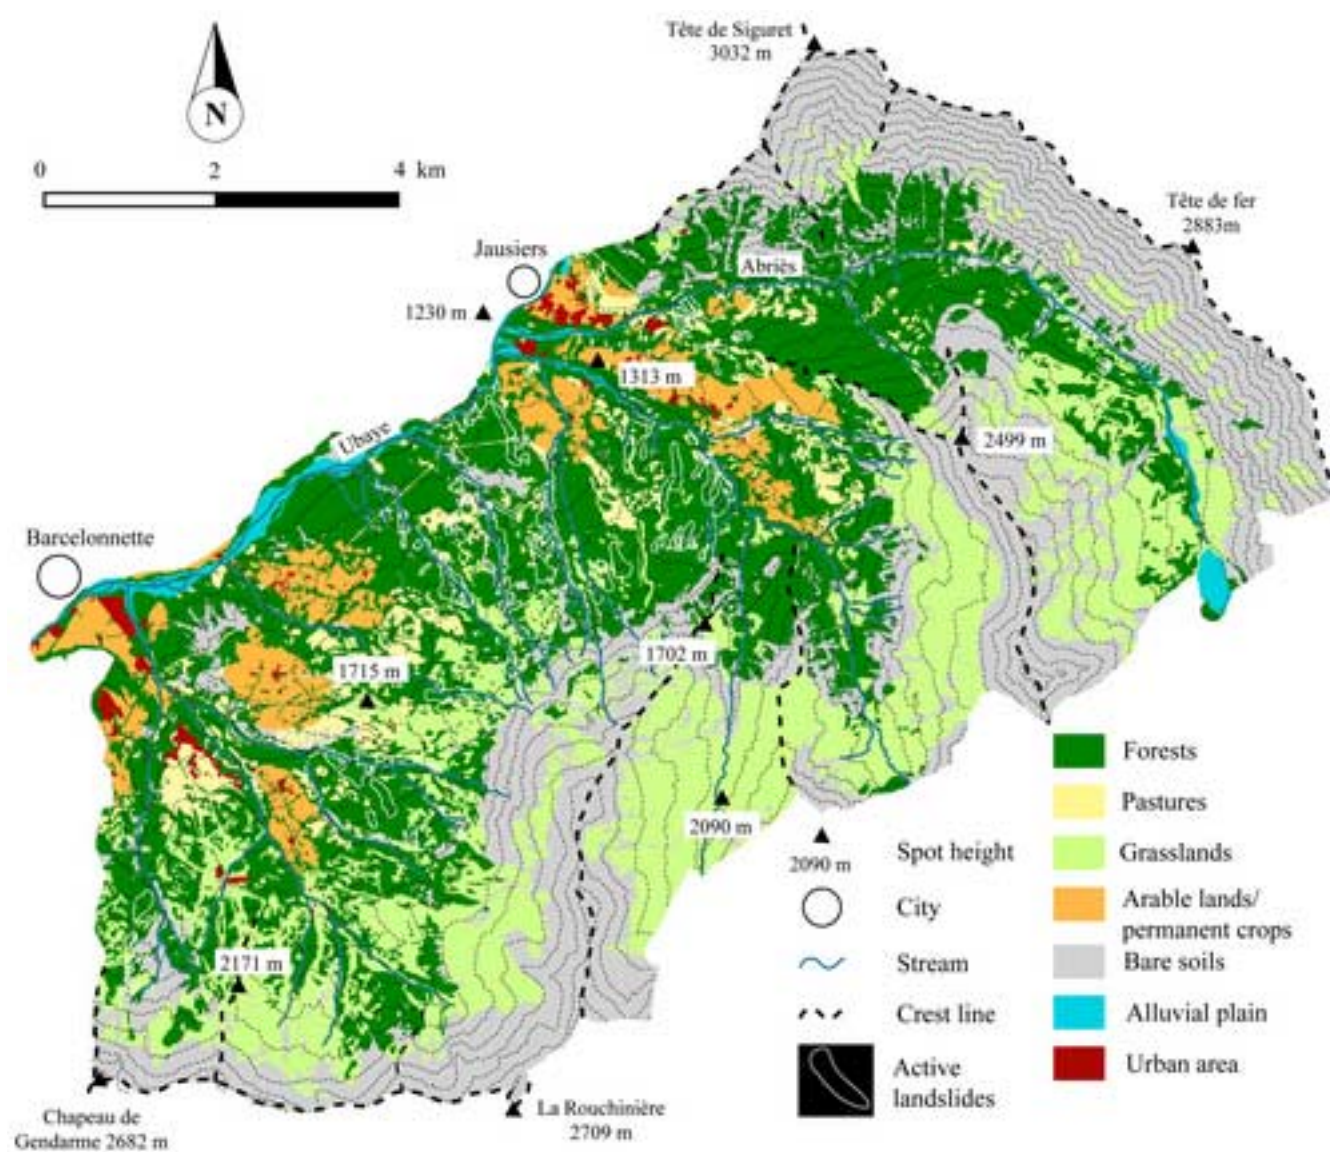 Tête de Siguret
3032 m
N
0 2 4 km
Tête de fer
2883m
Jausiers
Abriès
1230 m
1313 m
Ubaye
2499 m
Barcelonnette
1702 m
1715 m
2090 m
2171 m
Chapeau de
Gendarme 2682 m
La Rouchinière
2709 m
2090 m
Spot height
City
Stream
Crest line
Active
landslides
Forests
Pastures
Grasslands
Arable lands/
permanent crops
Bare soils
Alluvial plain
Urban area